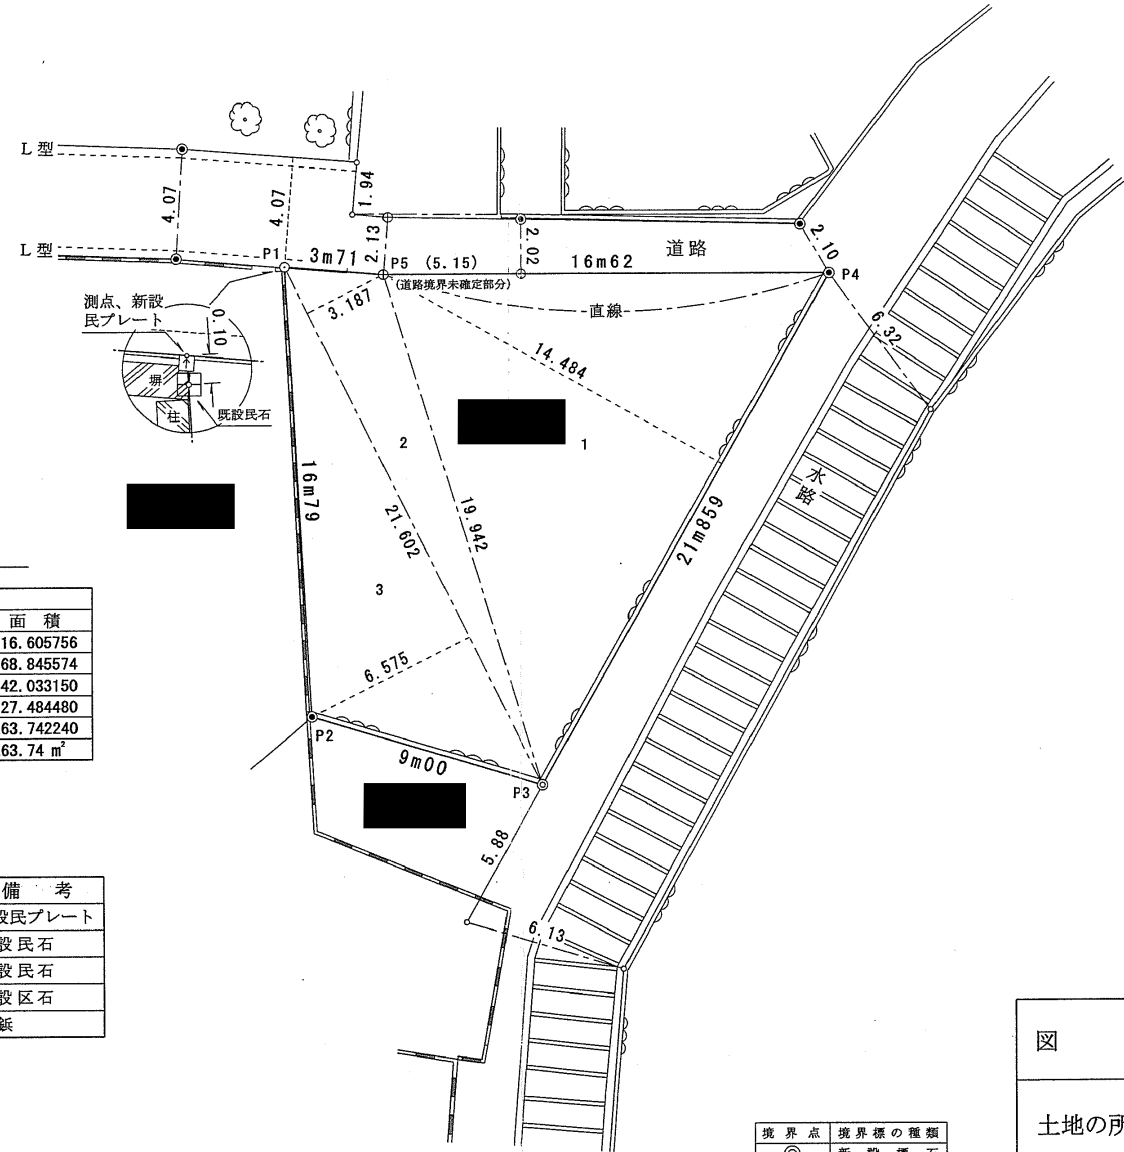 L 型
4.07
4.07
1.94
L 型
P1
3m71
2.13
P5
(5.15)
2.02
16m62
道路
2.10
P4
(道路境界未確定部分)
直線
測点、新設
民プレート
0.10
3.187
14.484
6.32
塀
柱
既設民石
2
1
水路
16m79
21.602
19.942
21m859
3
6.575
P2
9m00
P3
5.88
6.13
面 積
16.605756
68.845574
42.033150
27.484480
63.742240
63.74 ㎡
備 考
設民プレート
設民石
設民石
設区石
鋲
図
土地の所
境 界 点
境界標の種類
◎
新 設 標 石